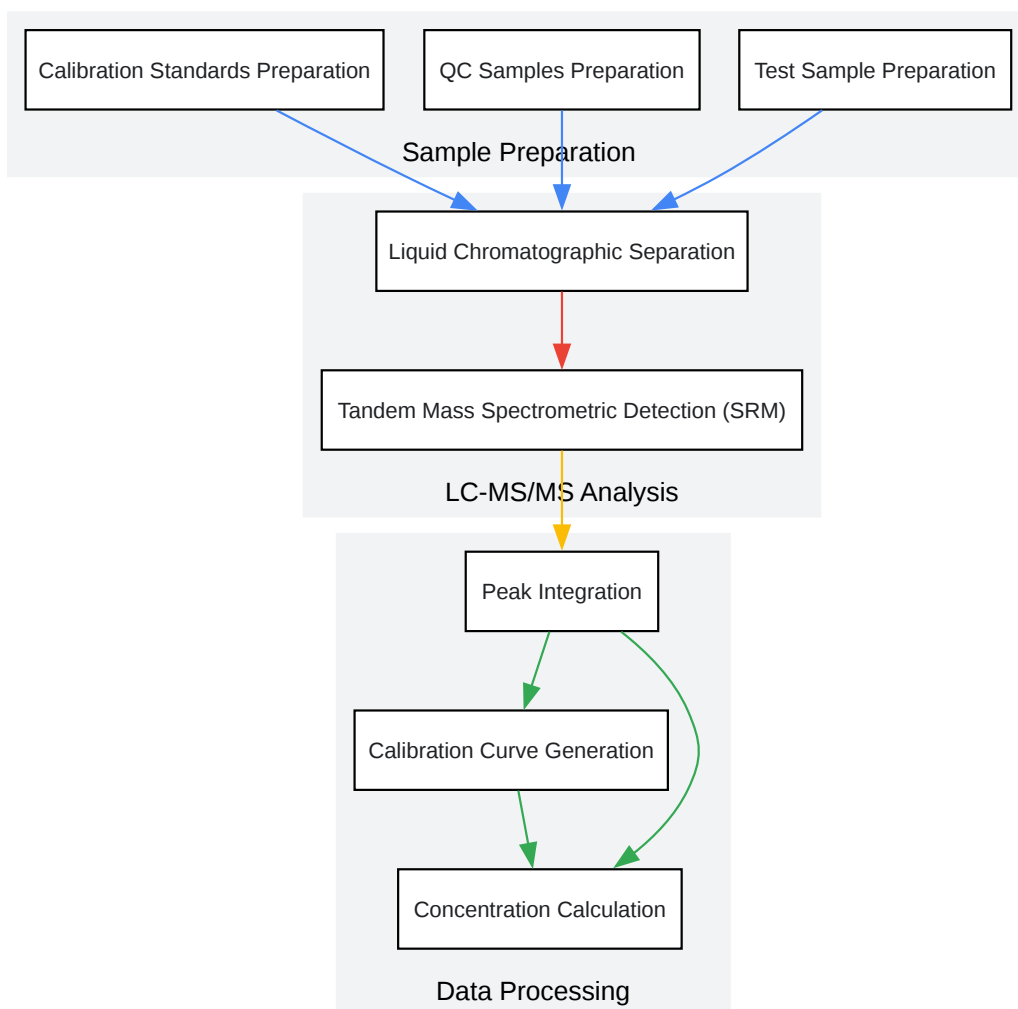 Calibration Standards Preparation
QC Samples Preparation
Test Sample Preparation
Sample Preparation
Liquid Chromatographic Separation
Tandem Mass Spectrometric Detection (SRM)
LC-MS/MS Analysis
Peak Integration
Calibration Curve Generation
Concentration Calculation
Data Processing